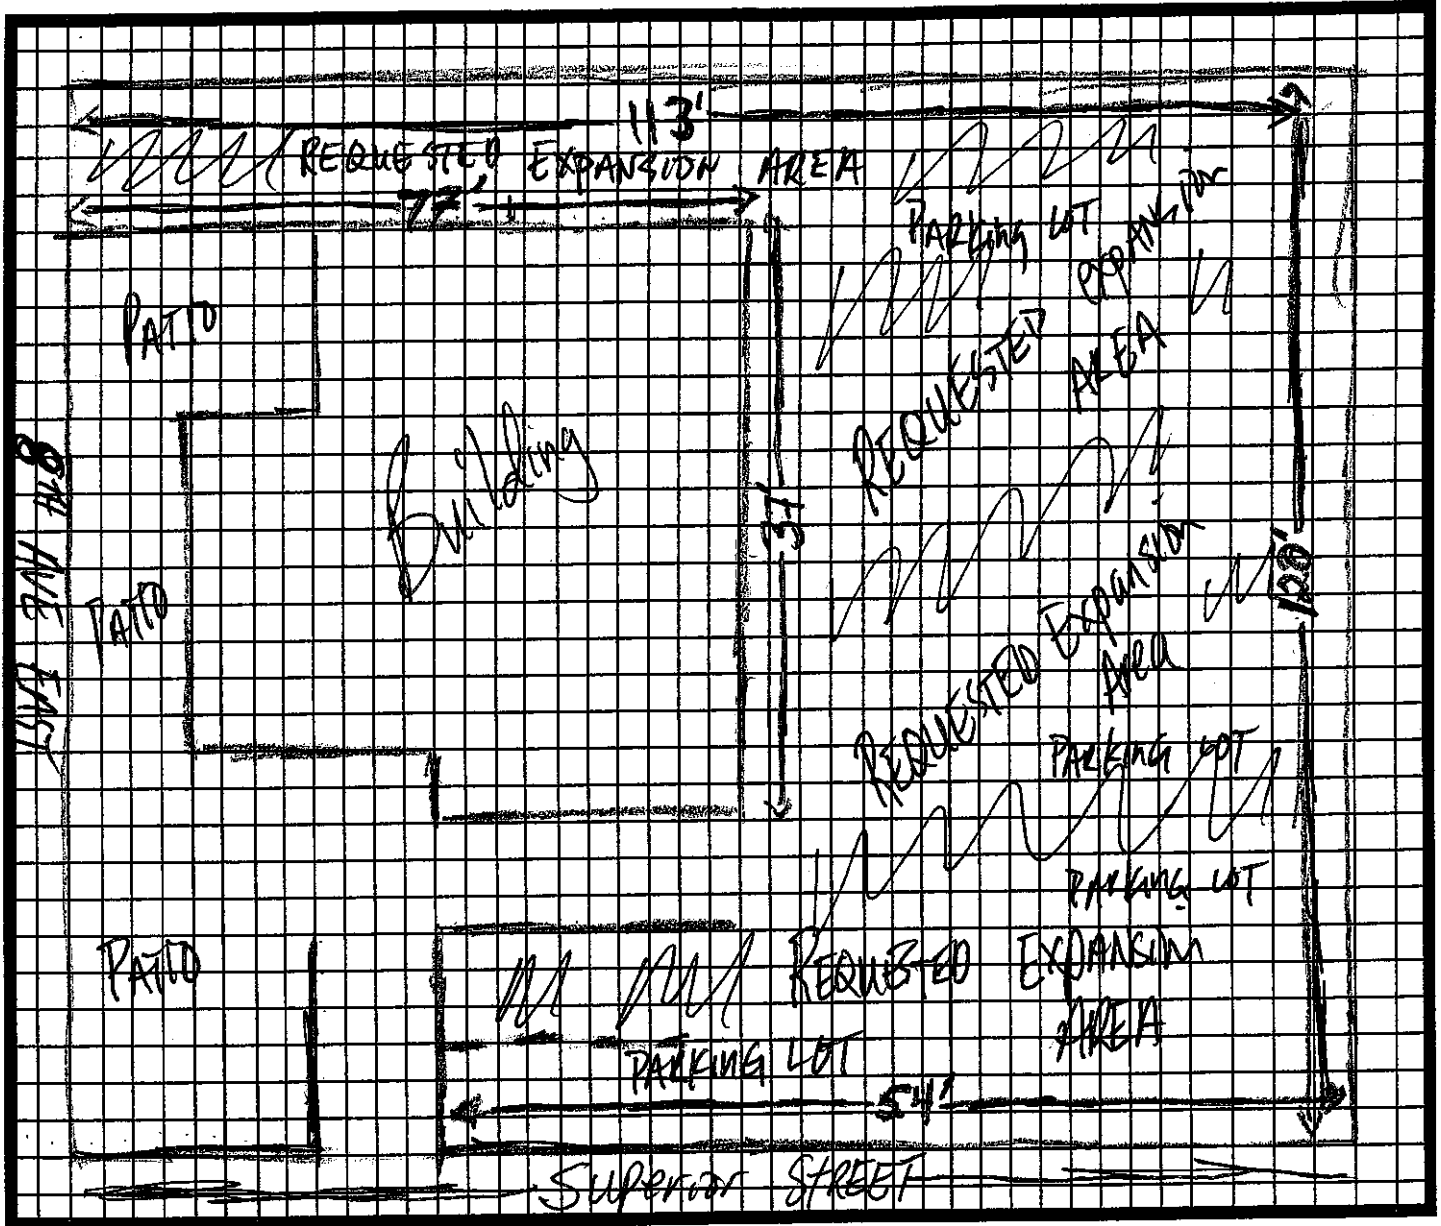 113'
REQUESTED EXPANSION AREA
77'
PARKING LOT
PATIO
REQUESTED EXPANSION
AREA
Building
8TH AVE EAST
37'
128'
PATIO
REQUESTED Expansion
Area
PARKING LOT
PARKING LOT
PATIO
REQUESTED EXPANSION
AREA
PARKING LOT
54'
Superior STREET